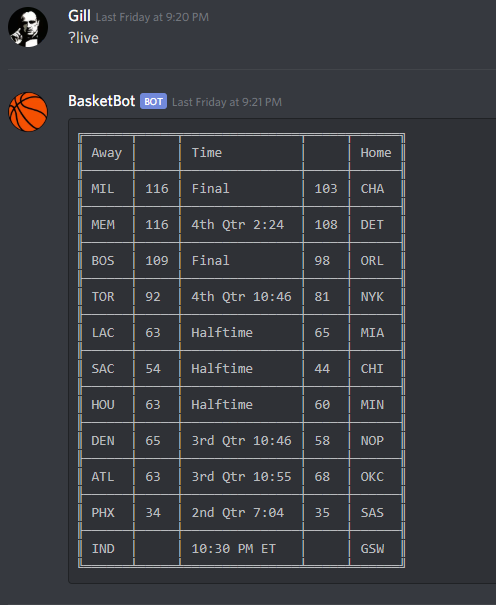 Gill Last Friday at 9:20 PM
?live
BasketBot BOT Last Friday at 9:21 PM
Away Time Home
MIL 116 Final 103 CHA
MEM 116 4th Qtr 2:24 108 DET
BOS 109 Final 98 ORL
TOR 92 4th Qtr 10:46 81 NYK
LAC 63 Halftime 65 MIA
SAC 54 Halftime 44 CHI
HOU 63 Halftime 60 MIN
DEN 65 3rd Qtr 10:46 58 NOP
ATL 63 3rd Qtr 10:55 68 OKC
PHX 34 2nd Qtr 7:04 35 SAS
IND 10:30 PM ET GSW